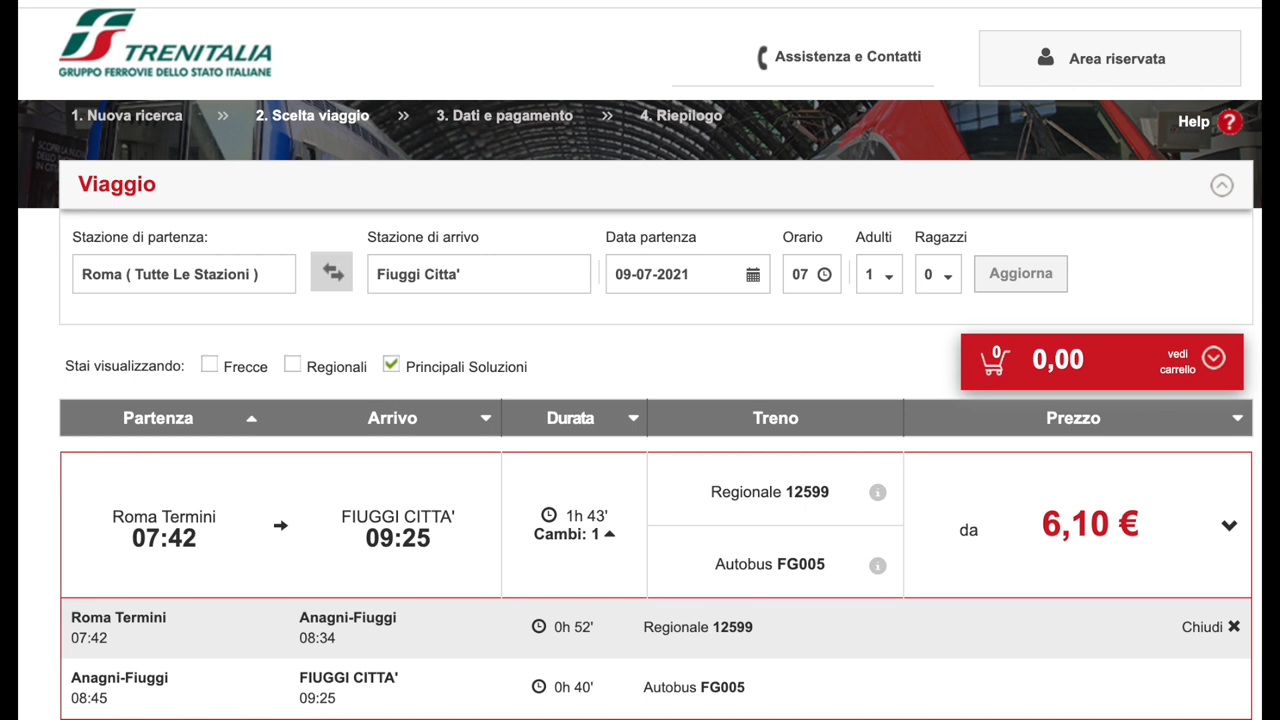 TRENITALIA
GRUPPO FERROVIE DELLO STATO ITALIANE
Assistenza e Contatti
Area riservata
1. Nuova ricerca >> 2. Scelta viaggio >> 3. Dati e pagamento >> 4. Riepilogo
Help ?
Viaggio
Stazione di partenza: Stazione di arrivo Data partenza Orario Adulti Ragazzi
Roma ( Tutte Le Stazioni ) Fiuggi Citta' 09-07-2021 07 1 0 Aggiorna
Stai visualizzando: Frecce Regionali Principali Soluzioni
0 0,00 vedi
carrello
Partenza Arrivo Durata Treno Prezzo
Regionale 12599
Roma Termini FIUGGI CITTA' 1h 43'
07:42 09:25 Cambi: 1
da 6,10 €
Autobus FG005
Roma Termini Anagni-Fiuggi
07:42 08:34 0h 52' Regionale 12599 Chiudi
Anagni-Fiuggi FIUGGI CITTA'
08:45 09:25 0h 40' Autobus FG005